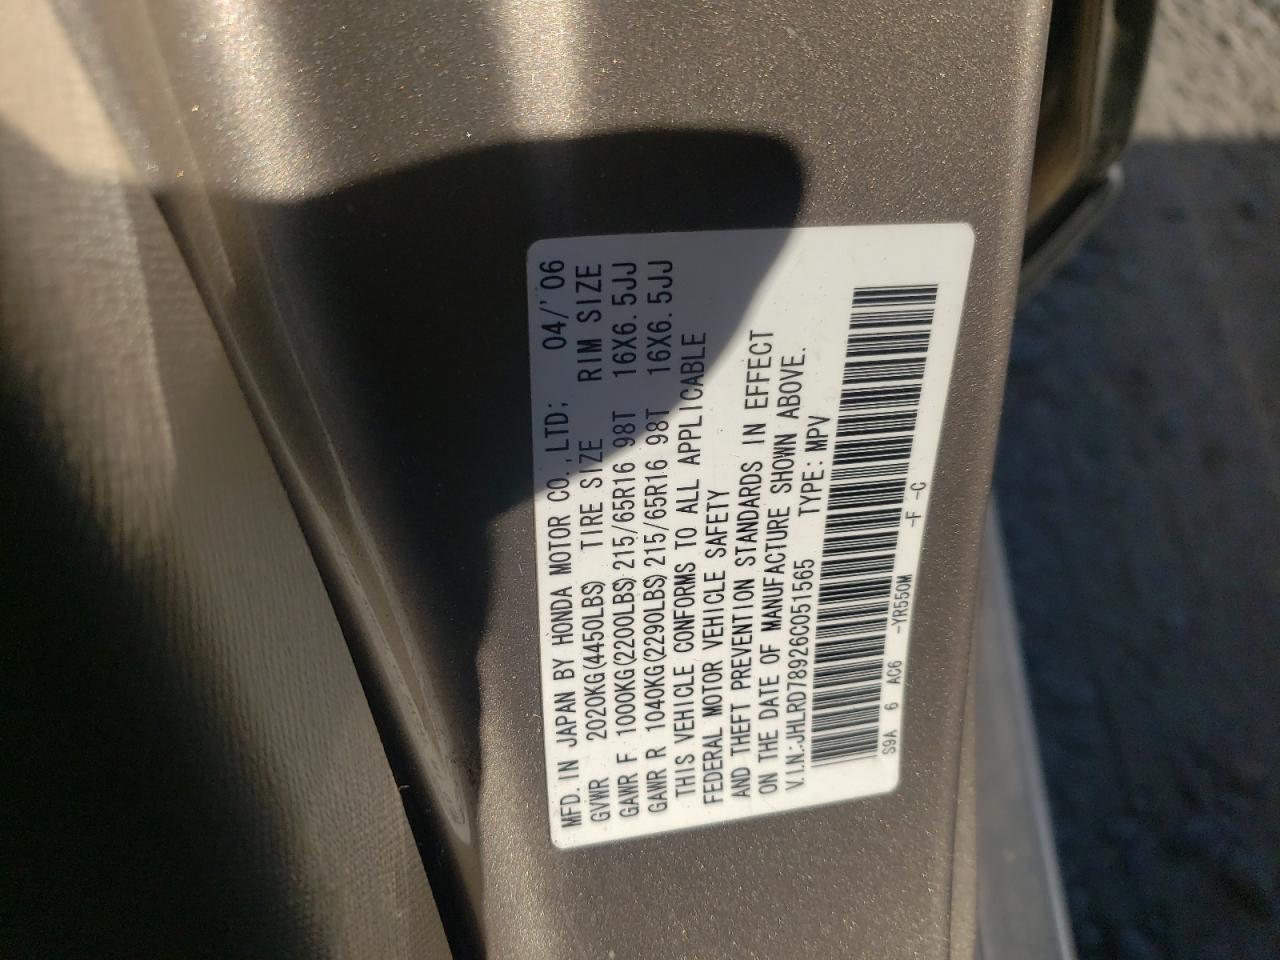 MFD. IN JAPAN BY HONDA MOTOR CO., LTD; 04/'06
GVWR 2020KG(4450LBS) TIRE SIZE RIM SIZE
GAWR F 1000KG(2200LBS) 215/65R16 98T 16X6.5JJ
GAWR R 1040KG(2290LBS) 215/65R16 98T 16X6.5JJ
THIS VEHICLE CONFORMS TO ALL APPLICABLE
FEDERAL MOTOR VEHICLE SAFETY
AND THEFT PREVENTION STANDARDS IN EFFECT
ON THE DATE OF MANUFACTURE SHOWN ABOVE.
V.I.N.:JHLRD78926C051565 TYPE: MPV
S9A 6 AC6 -YR550M -F -C